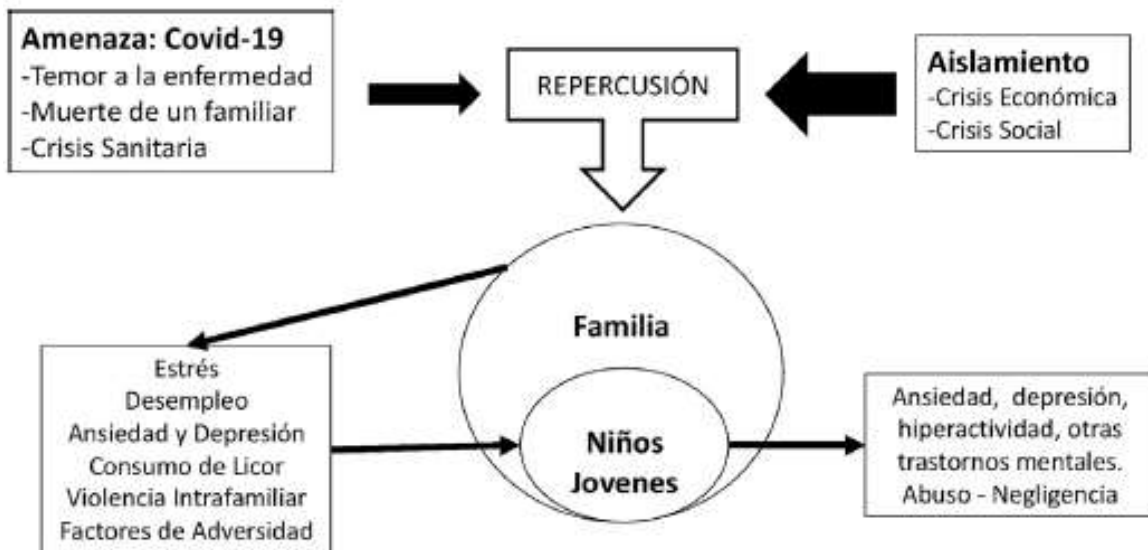 Amenaza: Covid-19
-Temor a la enfermedad
-Muerte de un familiar
-Crisis Sanitaria
REPERCUSIÓN
Aislamiento
-Crisis Económica
-Crisis Social
Familia
Niños
Jovenes
Estrés
Desempleo
Ansiedad y Depresión
Consumo de Licor
Violencia Intrafamiliar
Factores de Adversidad
Ansiedad, depresión,
hiperactividad, otras
trastornos mentales.
Abuso - Negligencia